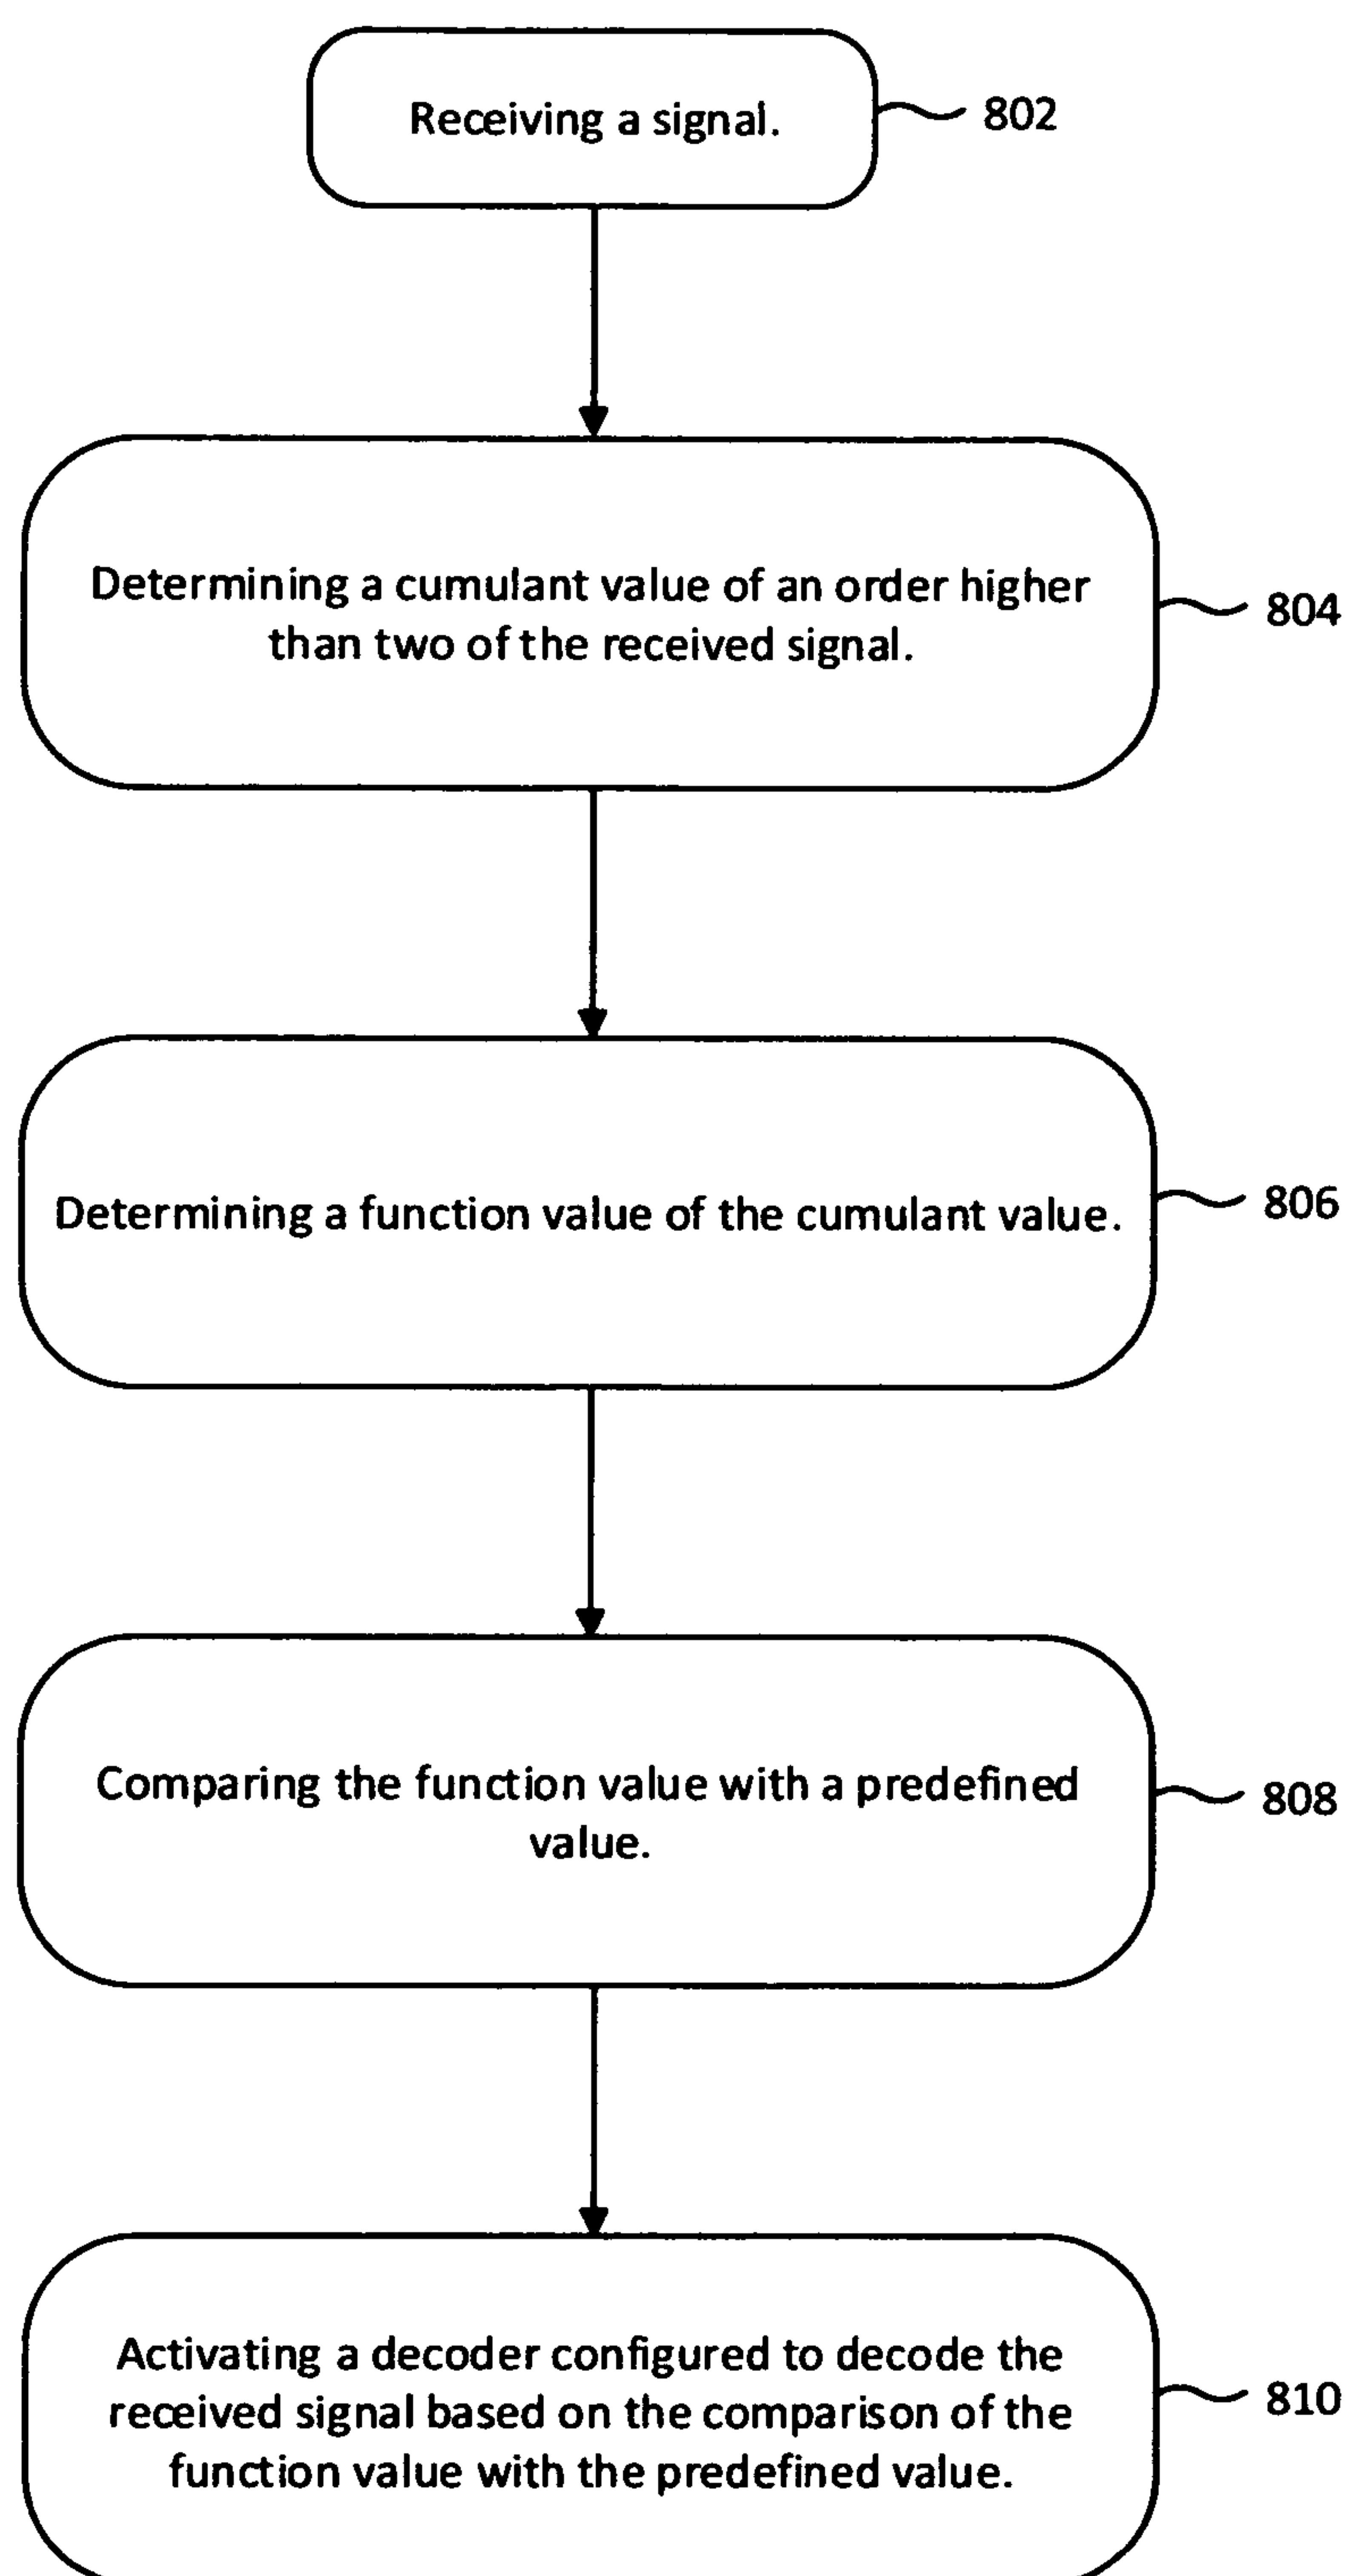 Receiving a signal.
802
Determining a cumulant value of an order higher
than two of the received signal.
804
Determining a function value of the cumulant value.
806
Comparing the function value with a predefined
value.
808
Activating a decoder configured to decode the
received signal based on the comparison of the
function value with the predefined value.
810